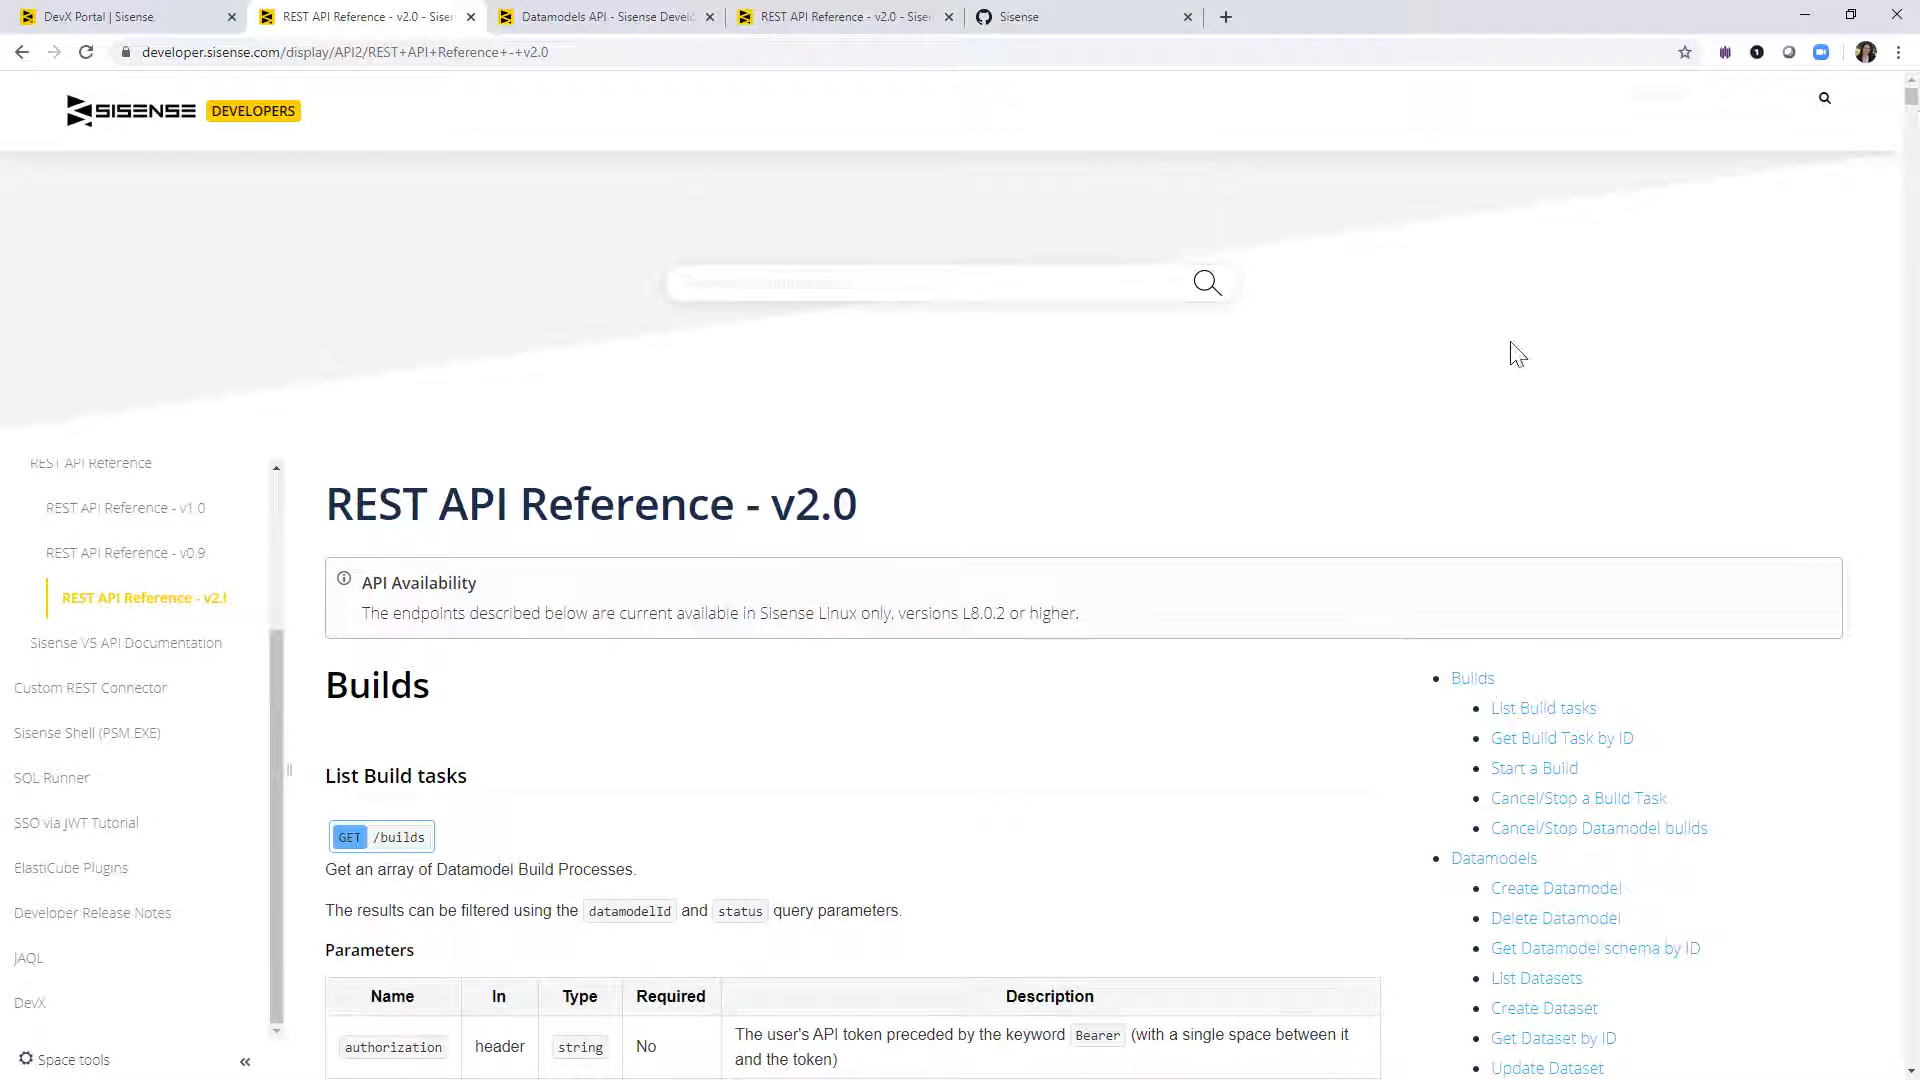 DevX Portal | Sisense
REST API Reference - v2.0 - Sisen
Datamodels API - Sisense Develo
REST API Reference - v2.0 - Sise
Sisense
developer.sisense.com/display/API2/REST+API+Reference+-+v2.0
SISENSE DEVELOPERS
REST API Reference
REST API Reference - v1.0
REST API Reference - v0.9
REST API Reference - v2.
Sisense V5 API Documentation
Custom REST Connector
Sisense Shell (PSM.EXE)
SQL Runner
SSO via JWT Tutorial
ElastiCube Plugins
Developer Release Notes
JAQL
DevX
Space tools
REST API Reference - v2.0
API Availability
The endpoints described below are current available in Sisense Linux only, versions L8.0.2 or higher.
Builds
List Build tasks
GET /builds
Get an array of Datamodel Build Processes.
The results can be filtered using the datamodelId and status query parameters.
Parameters
Name In Type Required Description
authorization header string No The user's API token preceded by the keyword Bearer (with a single space between it
and the token)
Builds
List Build tasks
Get Build Task by ID
Start a Build
Cancel/Stop a Build Task
Cancel/Stop Datamodel builds
Datamodels
Create Datamodel
Delete Datamodel
Get Datamodel schema by ID
List Datasets
Create Dataset
Get Dataset by ID
Update Dataset